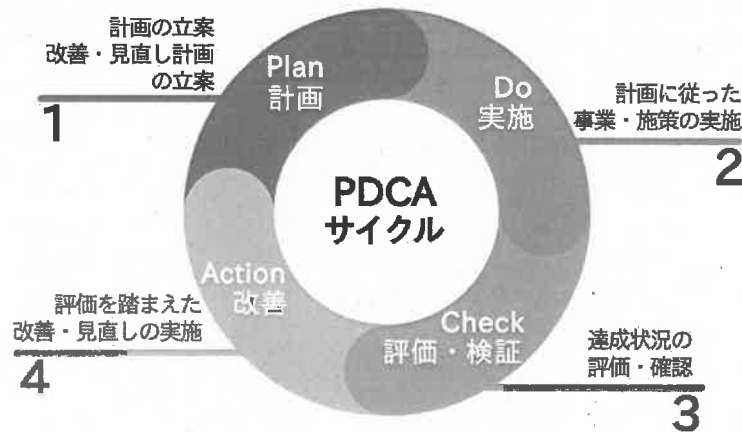 計画の立案
改善・見直し計画
の立案
1
Plan
計画
Do
実施
計画に従った
事業・施策の実施
2
PDCA
サイクル
Action
改善
評価を踏まえた
改善・見直しの実施
4
Check
評価・検証
達成状況の
評価・確認
3